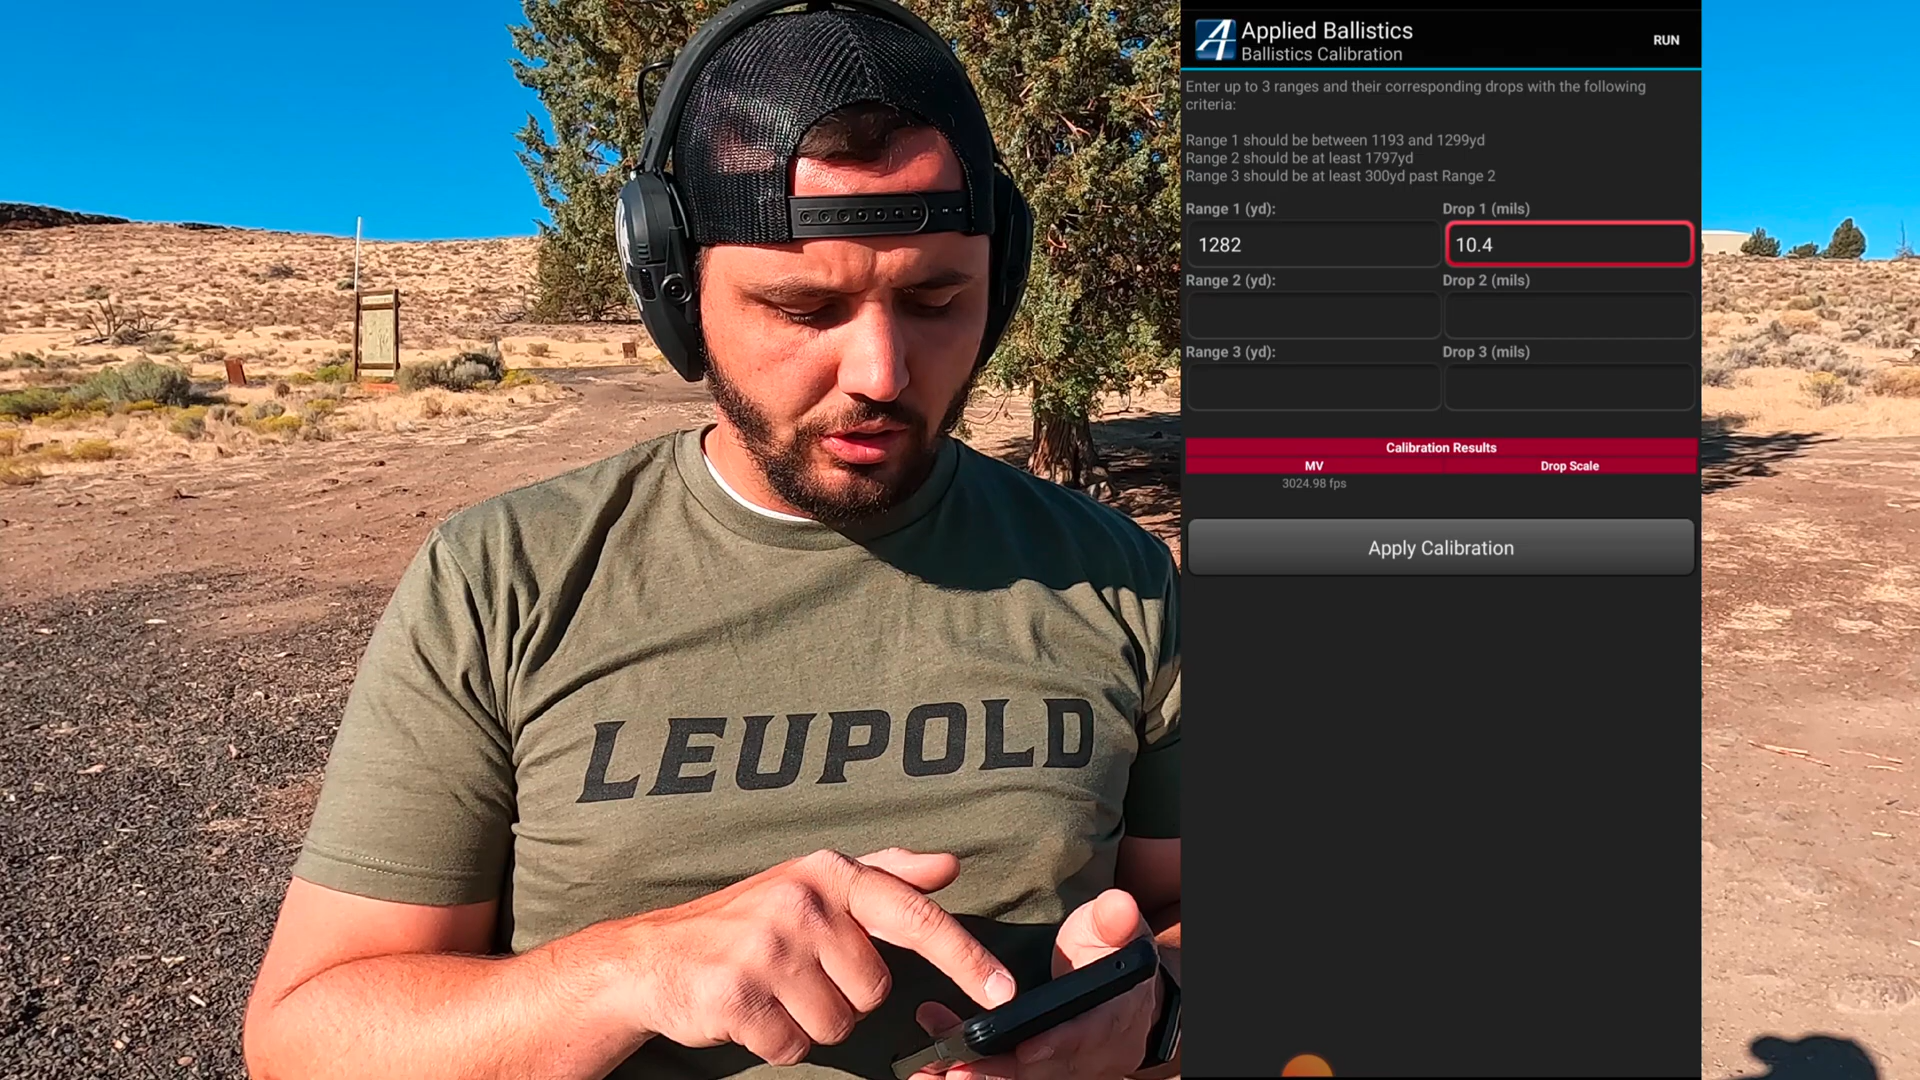 LEUPOLD
Applied Ballistics
Ballistics Calibration
RUN
Enter up to 3 ranges and their corresponding drops with the following
criteria:
Range 1 should be between 1193 and 1299yd
Range 2 should be at least 1797yd
Range 3 should be at least 300yd past Range 2
Range 1 (yd): Drop 1 (mils)
1282 10.4
Range 2 (yd): Drop 2 (mils)
Range 3 (yd): Drop 3 (mils)
Calibration Results
MV Drop Scale
3024.98 fps
Apply Calibration